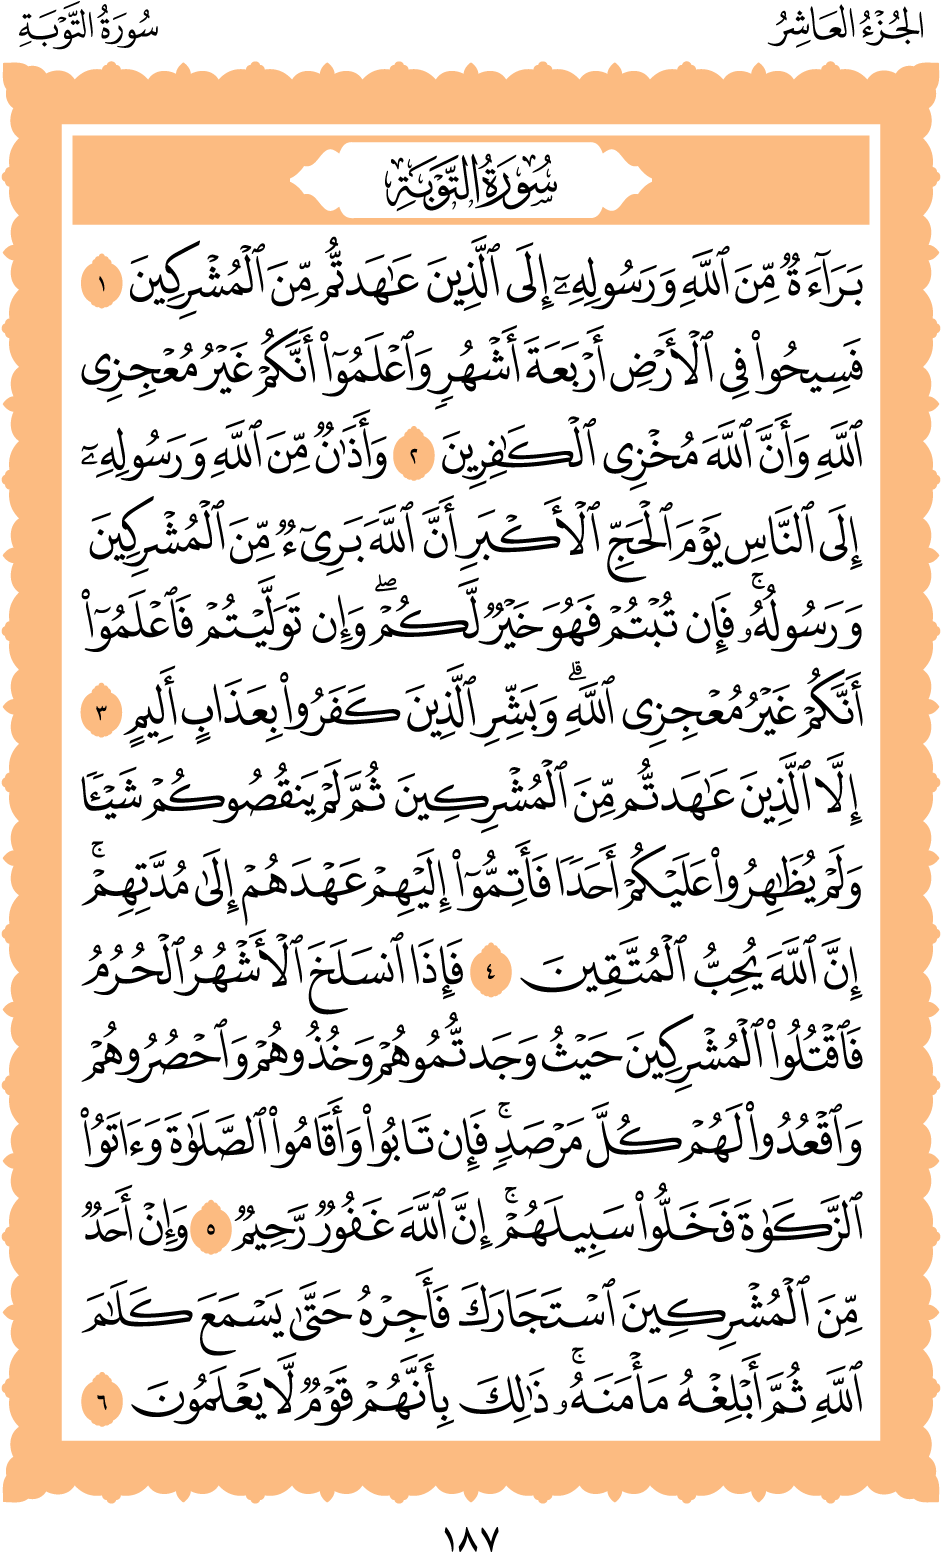 الجُزْءُ العَاشِرُ
سُورَةُ التَّوْبَةِ
سُورَةُ التَّوْبَةِ
بَرَآءَةٌ مِّنَ ٱللَّهِ وَرَسُولِهِۦٓ إِلَى ٱلَّذِينَ عَٰهَدتُّم مِّنَ ٱلْمُشْرِكِينَ ١
فَسِيحُوا۟ فِى ٱلْأَرْضِ أَرْبَعَةَ أَشْهُرٍ وَٱعْلَمُوٓا۟ أَنَّكُمْ غَيْرُ مُعْجِزِى
ٱللَّهِ وَأَنَّ ٱللَّهَ مُخْزِى ٱلْكَٰفِرِينَ ٢ وَأَذَٰنٌ مِّنَ ٱللَّهِ وَرَسُولِهِۦٓ
إِلَى ٱلنَّاسِ يَوْمَ ٱلْحَجِّ ٱلْأَكْبَرِ أَنَّ ٱللَّهَ بَرِىٓءٌ مِّنَ ٱلْمُشْرِكِينَ
وَرَسُولُهُۥ ۚ فَإِن تُبْتُمْ فَهُوَ خَيْرٌ لَّكُمْ ۖ وَإِن تَوَلَّيْتُمْ فَٱعْلَمُوٓا۟
أَنَّكُمْ غَيْرُ مُعْجِزِى ٱللَّهِ ۗ وَبَشِّرِ ٱلَّذِينَ كَفَرُوا۟ بِعَذَابٍ أَلِيمٍ ٣
إِلَّا ٱلَّذِينَ عَٰهَدتُّم مِّنَ ٱلْمُشْرِكِينَ ثُمَّ لَمْ يَنقُصُوكُمْ شَيْـًٔا
وَلَمْ يُظَٰهِرُوا۟ عَلَيْكُمْ أَحَدًا فَأَتِمُّوٓا۟ إِلَيْهِمْ عَهْدَهُمْ إِلَىٰ مُدَّتِهِمْ ۚ
إِنَّ ٱللَّهَ يُحِبُّ ٱلْمُتَّقِينَ ٤ فَإِذَا ٱنسَلَخَ ٱلْأَشْهُرُ ٱلْحُرُمُ
فَٱقْتُلُوا۟ ٱلْمُشْرِكِينَ حَيْثُ وَجَدتُّمُوهُمْ وَخُذُوهُمْ وَٱحْصُرُوهُمْ
وَٱقْعُدُوا۟ لَهُمْ كُلَّ مَرْصَدٍ ۚ فَإِن تَابُوا۟ وَأَقَامُوا۟ ٱلصَّلَوٰةَ وَءَاتَوُا۟
ٱلزَّكَوٰةَ فَخَلُّوا۟ سَبِيلَهُمْ ۚ إِنَّ ٱللَّهَ غَفُورٌ رَّحِيمٌ ٥ وَإِنْ أَحَدٌ
مِّنَ ٱلْمُشْرِكِينَ ٱسْتَجَارَكَ فَأَجِرْهُ حَتَّىٰ يَسْمَعَ كَلَٰمَ
ٱللَّهِ ثُمَّ أَبْلِغْهُ مَأْمَنَهُۥ ۚ ذَٰلِكَ بِأَنَّهُمْ قَوْمٌ لَّا يَعْلَمُونَ ٦
١٨٧